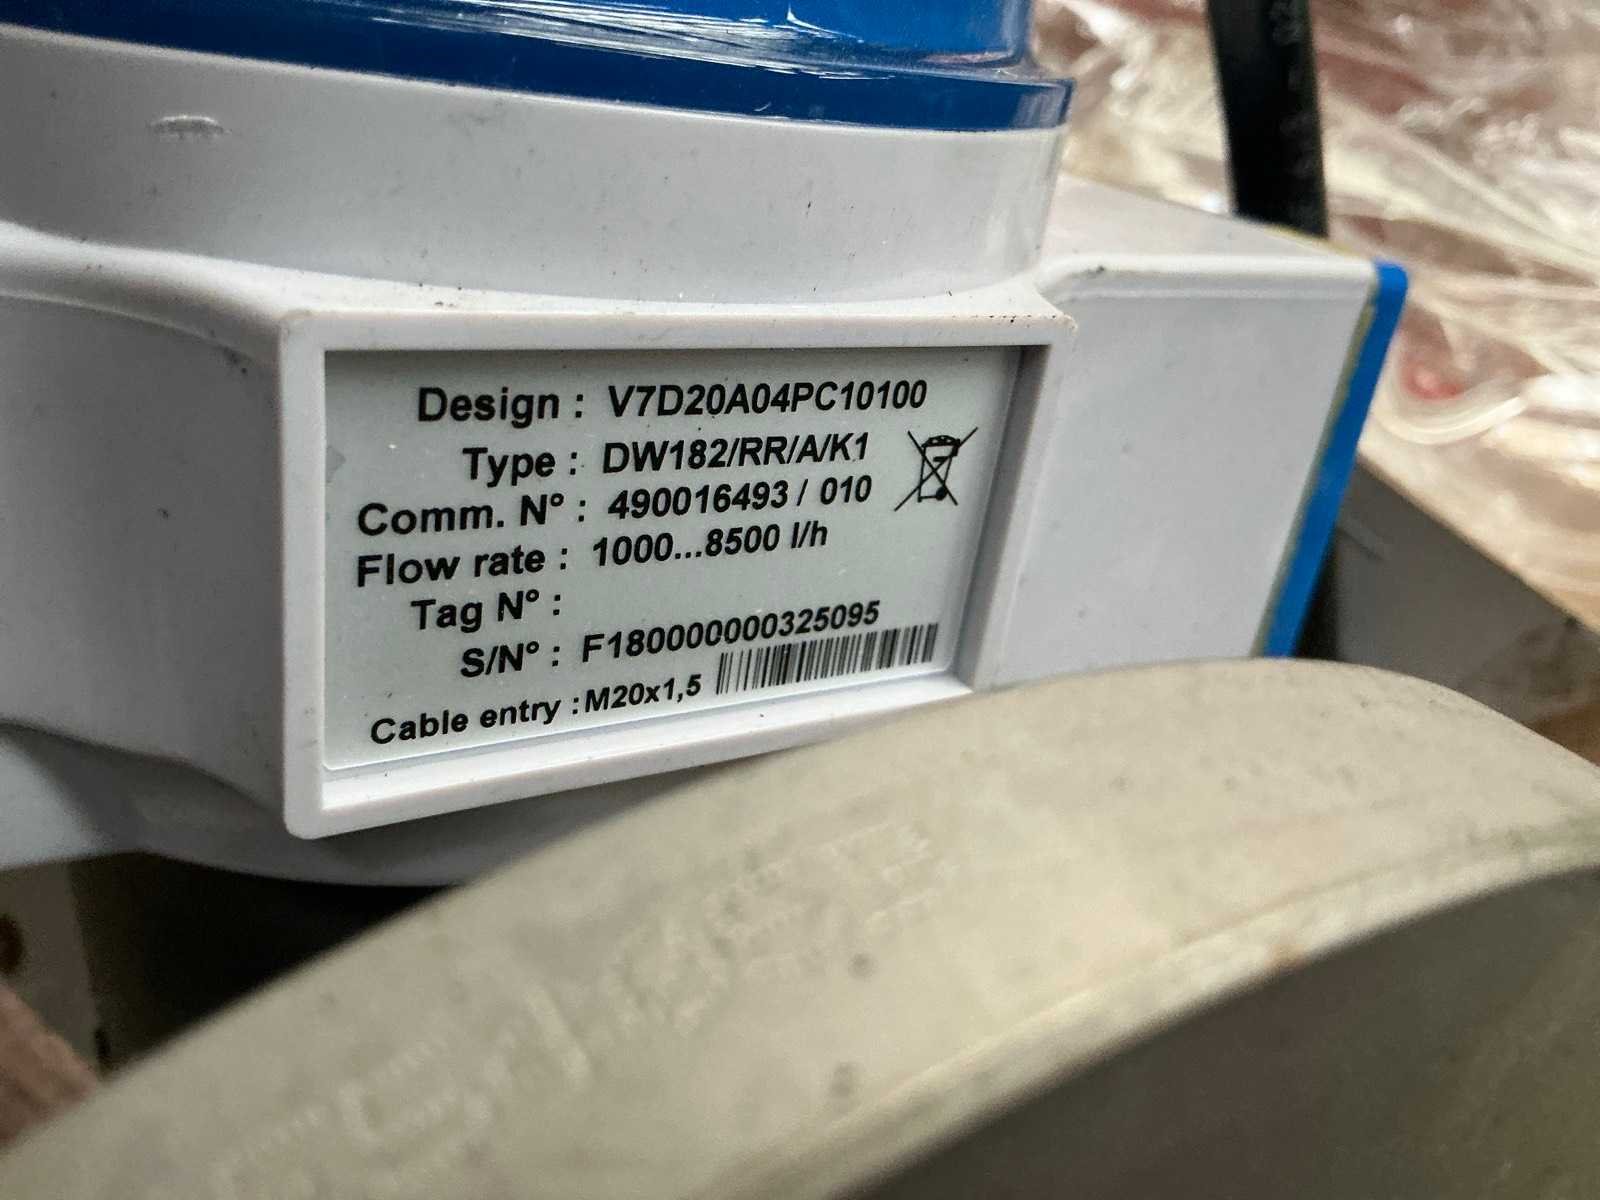 Design : V7D20A04PC10100
Type : DW182/RR/A/K1
Comm. N° : 490016493 / 010
Flow rate : 1000...8500 l/h
Tag N° :
S/N° : F180000000325095
Cable entry : M20x1,5